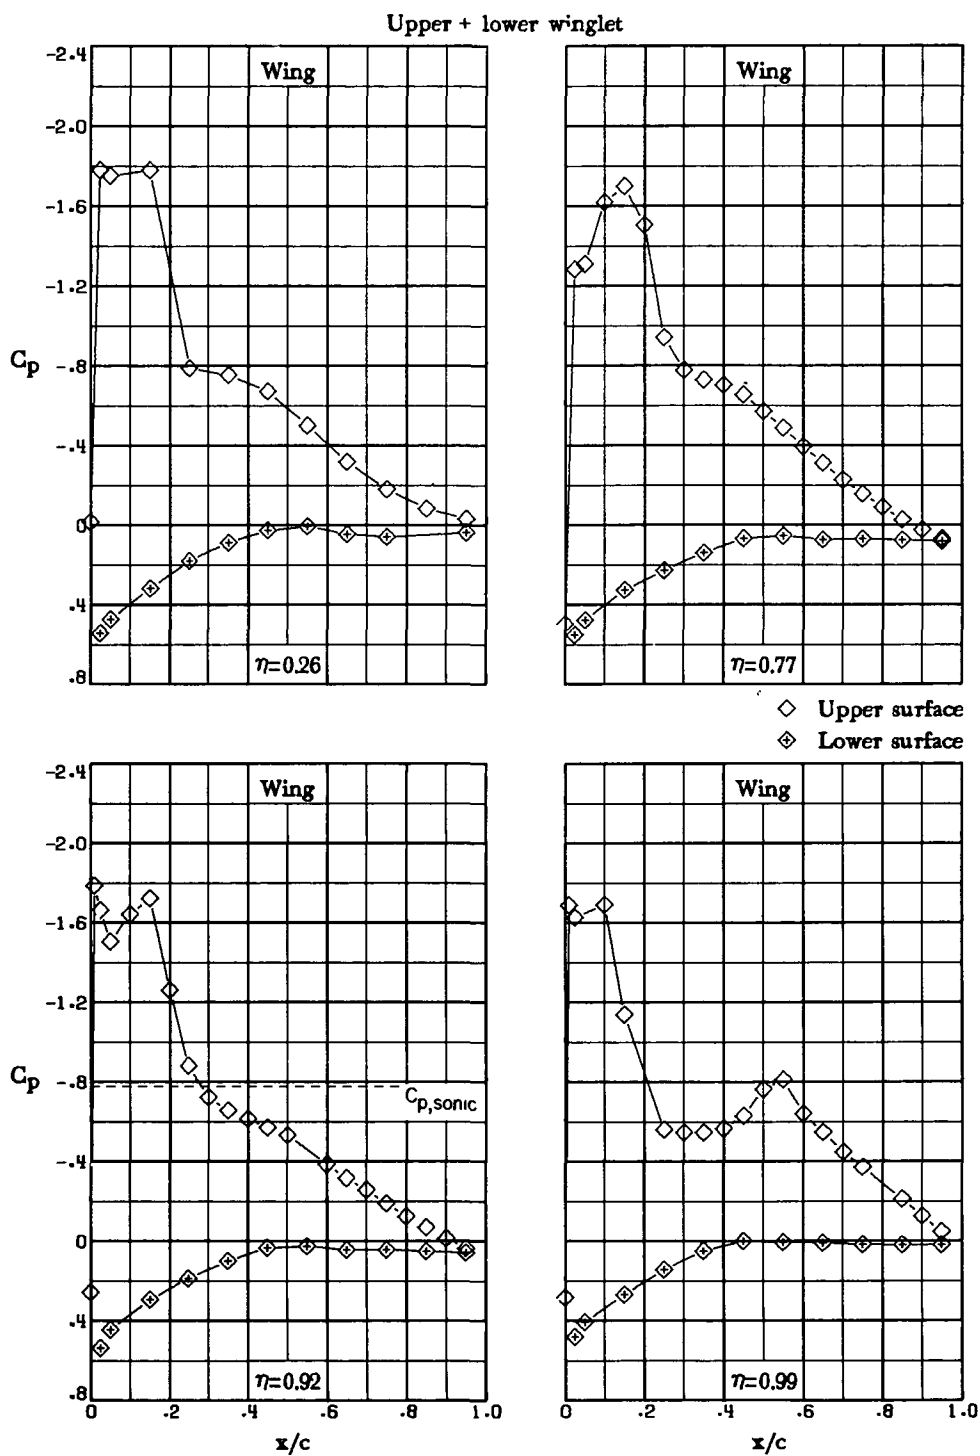 Upper + lower winglet
-2.4
Wing
Wing
-2.0
-1.6
-1.2
Cp
-.8
-.4
0
.4
.8
η=0.26
η=0.77
Upper surface
Lower surface
-2.4
Wing
Wing
-2.0
-1.6
-1.2
Cp
-.8
Cp,sonic
-.4
0
.4
.8
η=0.92
η=0.99
0 .2 .4 .6 .8 1.0
0 .2 .4 .6 .8 1.0
x/c
x/c